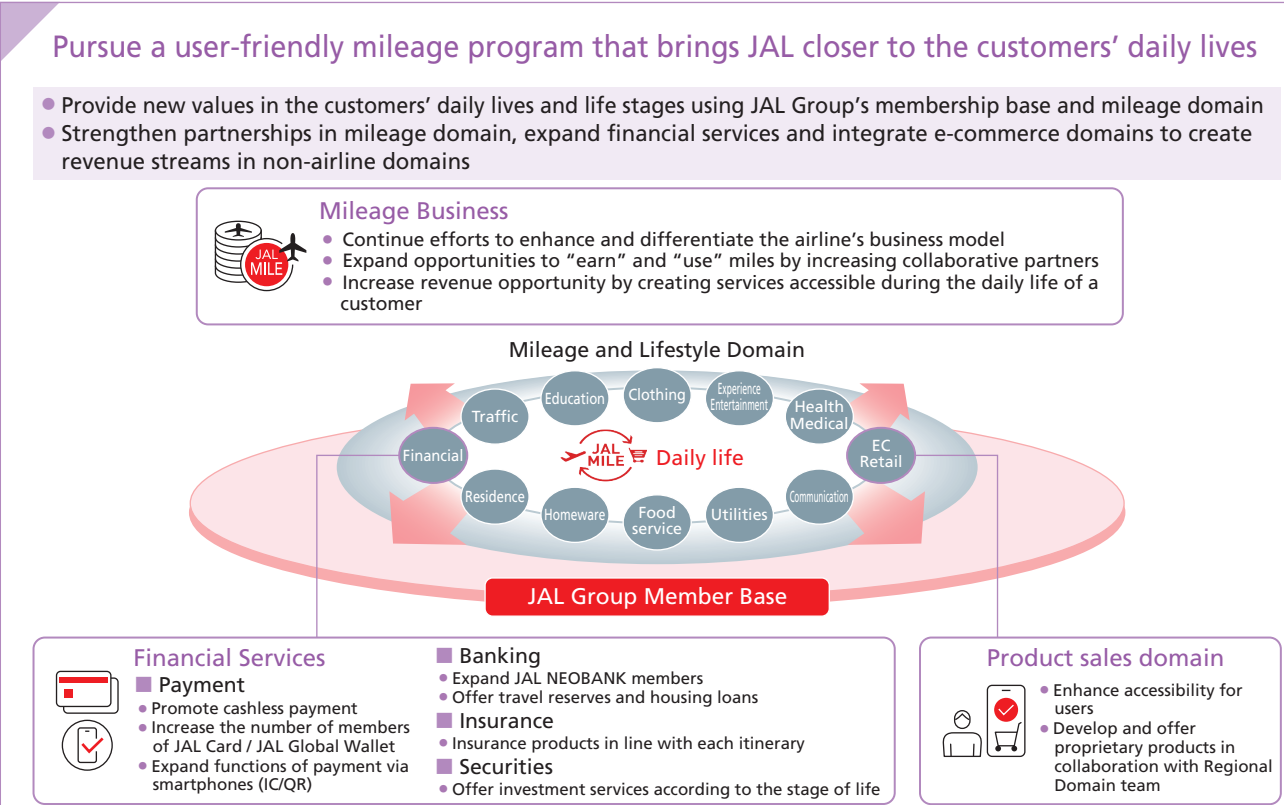 Pursue a user-friendly mileage program that brings JAL closer to the customers’ daily lives
● Provide new values in the customers’ daily lives and life stages using JAL Group’s membership base and mileage domain
● Strengthen partnerships in mileage domain, expand financial services and integrate e-commerce domains to create
revenue streams in non-airline domains
Mileage Business
● Continue efforts to enhance and differentiate the airline’s business model
● Expand opportunities to “earn” and “use” miles by increasing collaborative partners
● Increase revenue opportunity by creating services accessible during the daily life of a
customer
JAL
MILE
Mileage and Lifestyle Domain
Financial
Traffic
Education
Clothing
Experience
Entertainment
Health
Medical
EC
Retail
JAL
MILE
Daily life
Residence
Homeware
Food
service
Utilities
Communication
JAL Group Member Base
Financial Services
■ Payment
● Promote cashless payment
● Increase the number of members
of JAL Card / JAL Global Wallet
● Expand functions of payment via
smartphones (IC/QR)
■ Banking
● Expand JAL NEOBANK members
● Offer travel reserves and housing loans
■ Insurance
● Insurance products in line with each itinerary
■ Securities
● Offer investment services according to the stage of life
Product sales domain
● Enhance accessibility for
users
● Develop and offer
proprietary products in
collaboration with Regional
Domain team